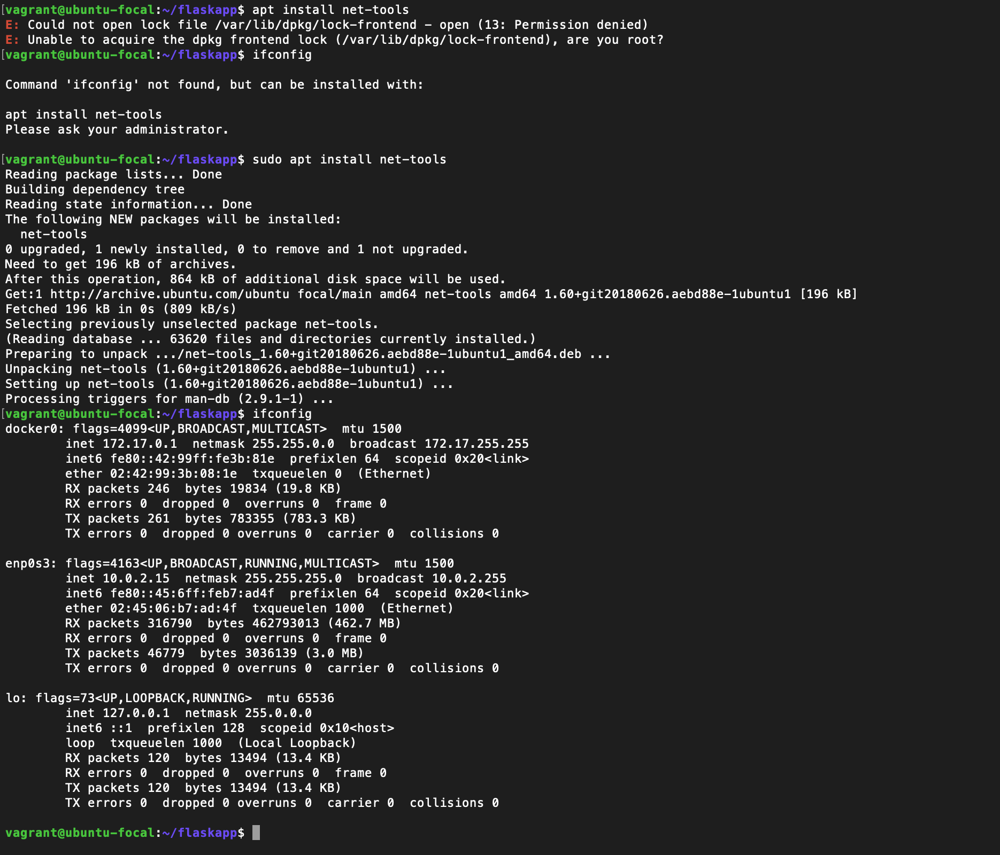 [vagrant@ubuntu-focal:~/flaskapp$ apt install net-tools
E: Could not open lock file /var/lib/dpkg/lock-frontend - open (13: Permission denied)
E: Unable to acquire the dpkg frontend lock (/var/lib/dpkg/lock-frontend), are you root?
[vagrant@ubuntu-focal:~/flaskapp$ ifconfig
Command 'ifconfig' not found, but can be installed with:
apt install net-tools
Please ask your administrator.
[vagrant@ubuntu-focal:~/flaskapp$ sudo apt install net-tools
Reading package lists... Done
Building dependency tree
Reading state information... Done
The following NEW packages will be installed:
  net-tools
0 upgraded, 1 newly installed, 0 to remove and 1 not upgraded.
Need to get 196 kB of archives.
After this operation, 864 kB of additional disk space will be used.
Get:1 http://archive.ubuntu.com/ubuntu focal/main amd64 net-tools amd64 1.60+git20180626.aebd88e-1ubuntu1 [196 kB]
Fetched 196 kB in 0s (809 kB/s)
Selecting previously unselected package net-tools.
(Reading database ... 63620 files and directories currently installed.)
Preparing to unpack .../net-tools_1.60+git20180626.aebd88e-1ubuntu1_amd64.deb ...
Unpacking net-tools (1.60+git20180626.aebd88e-1ubuntu1) ...
Setting up net-tools (1.60+git20180626.aebd88e-1ubuntu1) ...
Processing triggers for man-db (2.9.1-1) ...
[vagrant@ubuntu-focal:~/flaskapp$ ifconfig
docker0: flags=4099<UP,BROADCAST,MULTICAST>  mtu 1500
        inet 172.17.0.1  netmask 255.255.0.0  broadcast 172.17.255.255
        inet6 fe80::42:99ff:fe3b:81e  prefixlen 64  scopeid 0x20<link>
        ether 02:42:99:3b:08:1e  txqueuelen 0  (Ethernet)
        RX packets 246  bytes 19834 (19.8 KB)
        RX errors 0  dropped 0  overruns 0  frame 0
        TX packets 261  bytes 783355 (783.3 KB)
        TX errors 0  dropped 0 overruns 0  carrier 0  collisions 0
enp0s3: flags=4163<UP,BROADCAST,RUNNING,MULTICAST>  mtu 1500
        inet 10.0.2.15  netmask 255.255.255.0  broadcast 10.0.2.255
        inet6 fe80::45:6ff:feb7:ad4f  prefixlen 64  scopeid 0x20<link>
        ether 02:45:06:b7:ad:4f  txqueuelen 1000  (Ethernet)
        RX packets 316790  bytes 462793013 (462.7 MB)
        RX errors 0  dropped 0  overruns 0  frame 0
        TX packets 46779  bytes 3036139 (3.0 MB)
        TX errors 0  dropped 0 overruns 0  carrier 0  collisions 0
lo: flags=73<UP,LOOPBACK,RUNNING>  mtu 65536
        inet 127.0.0.1  netmask 255.0.0.0
        inet6 ::1  prefixlen 128  scopeid 0x10<host>
        loop  txqueuelen 1000  (Local Loopback)
        RX packets 120  bytes 13494 (13.4 KB)
        RX errors 0  dropped 0  overruns 0  frame 0
        TX packets 120  bytes 13494 (13.4 KB)
        TX errors 0  dropped 0 overruns 0  carrier 0  collisions 0
vagrant@ubuntu-focal:~/flaskapp$